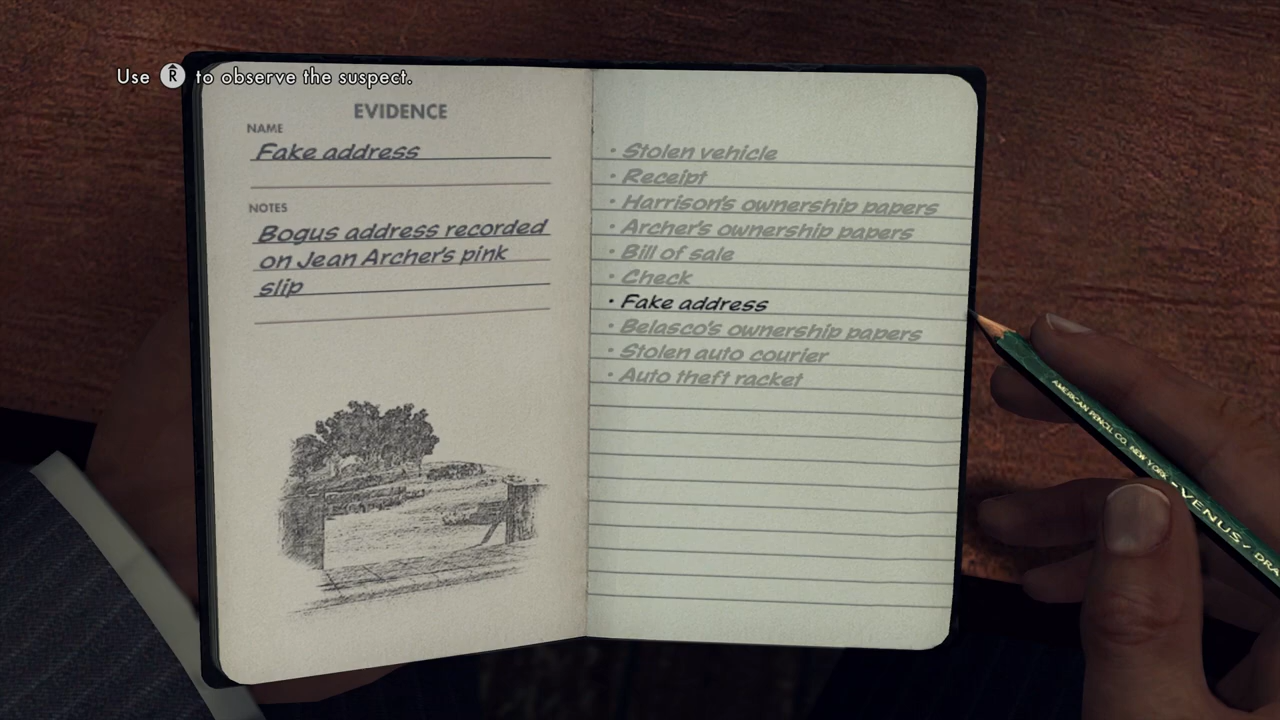 Use R to observe the suspect.
EVIDENCE
NAME
Fake address
NOTES
Bogus address recorded
on Jean Archer's pink
slip
• Stolen vehicle
• Receipt
• Harrison's ownership papers
• Archer's ownership papers
• Bill of sale
• Check
• Fake address
• Belasco's ownership papers
• Stolen auto courier
• Auto theft racket
AMERICAN PENCIL CO. NEW YORK VENUS